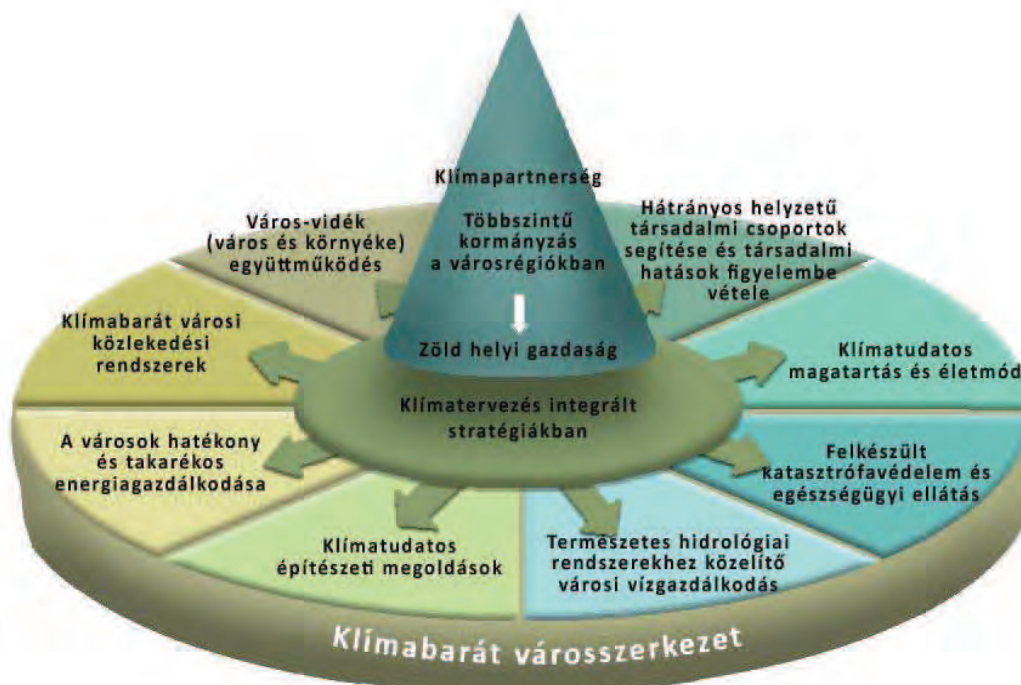 Klímapartnerség
Többszintű
kormányzás
a városrégiókban
Zöld helyi gazdaság
Klímatervezés integrált
stratégiákban
Város-vidék
(város és környéke)
együttműködés
Hátrányos helyzetű
társadalmi csoportok
segítése és társadalmi
hatások figyelembe
vétele
Klímabarát városi
közlekedési
rendszerek
Klímatudatos
magatartás és életmód
A városok hatékony
és takarékos
energiagazdálkodása
Felkészült
katasztrófavédelem és
egészségügyi ellátás
Klímatudatos
építészeti megoldások
Természetes hidrológiai
rendszerekhez közelítő
városi vízgazdálkodás
Klímabarát városszerkezet